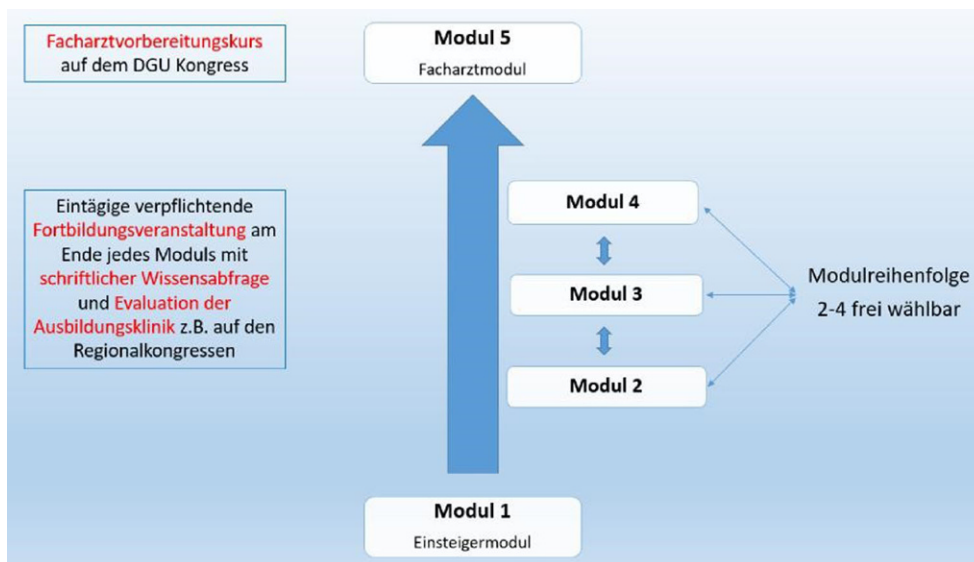 Facharztvorbereitungskurs
auf dem DGU Kongress
Modul 5
Facharztmodul
Eintägige verpflichtende
Fortbildungsveranstaltung am
Ende jedes Moduls mit
schriftlicher Wissensabfrage
und Evaluation der
Ausbildungsklinik z.B. auf den
Regionalkongressen
Modul 4
Modul 3
Modul 2
Modulreihenfolge
2-4 frei wählbar
Modul 1
Einsteigermodul